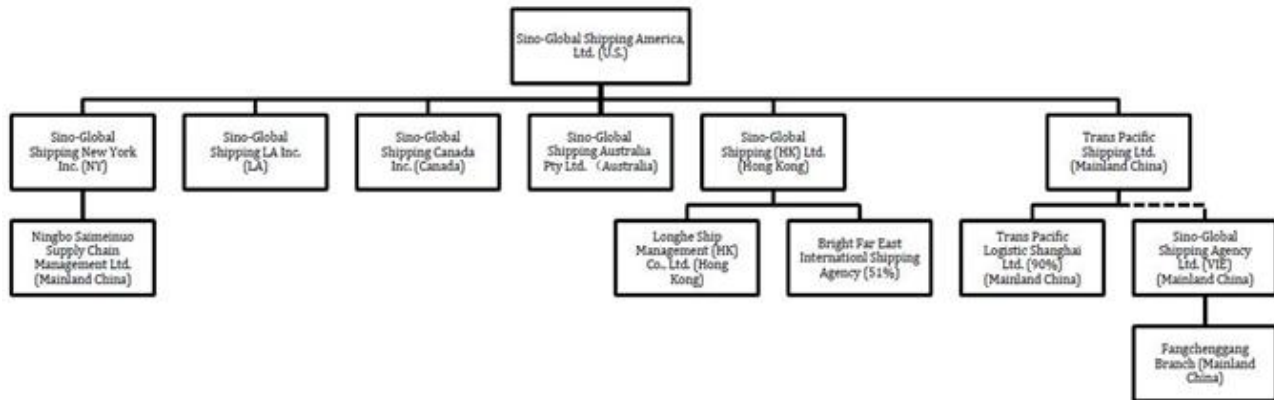 Sino-Global Shipping America,
Ltd. (U.S.)
Sino-Global
Shipping New York
Inc. (NY)
Sino-Global
Shipping LA Inc.
(LA)
Sino-Global
Shipping Canada
Inc. (Canada)
Sino-Global
Shipping Australia
Pty Ltd. （Australia)
Sino-Global
Shipping (HK) Ltd.
(Hong Kong)
Trans Pacific
Shipping Ltd.
(Mainland China)
Ningbo Saimeinuo
Supply Chain
Management Ltd.
(Mainland China)
Longhe Ship
Management (HK)
Co., Ltd. (Hong
Kong)
Bright Far East
Internationl Shipping
Agency (51%)
Trans Pacific
Logistic Shanghai
Ltd. (90%)
(Mainland China)
Sino-Global
Shipping Agency
Ltd. (VIE)
(Mainland China)
Fangchenggang
Branch (Mainland
China)